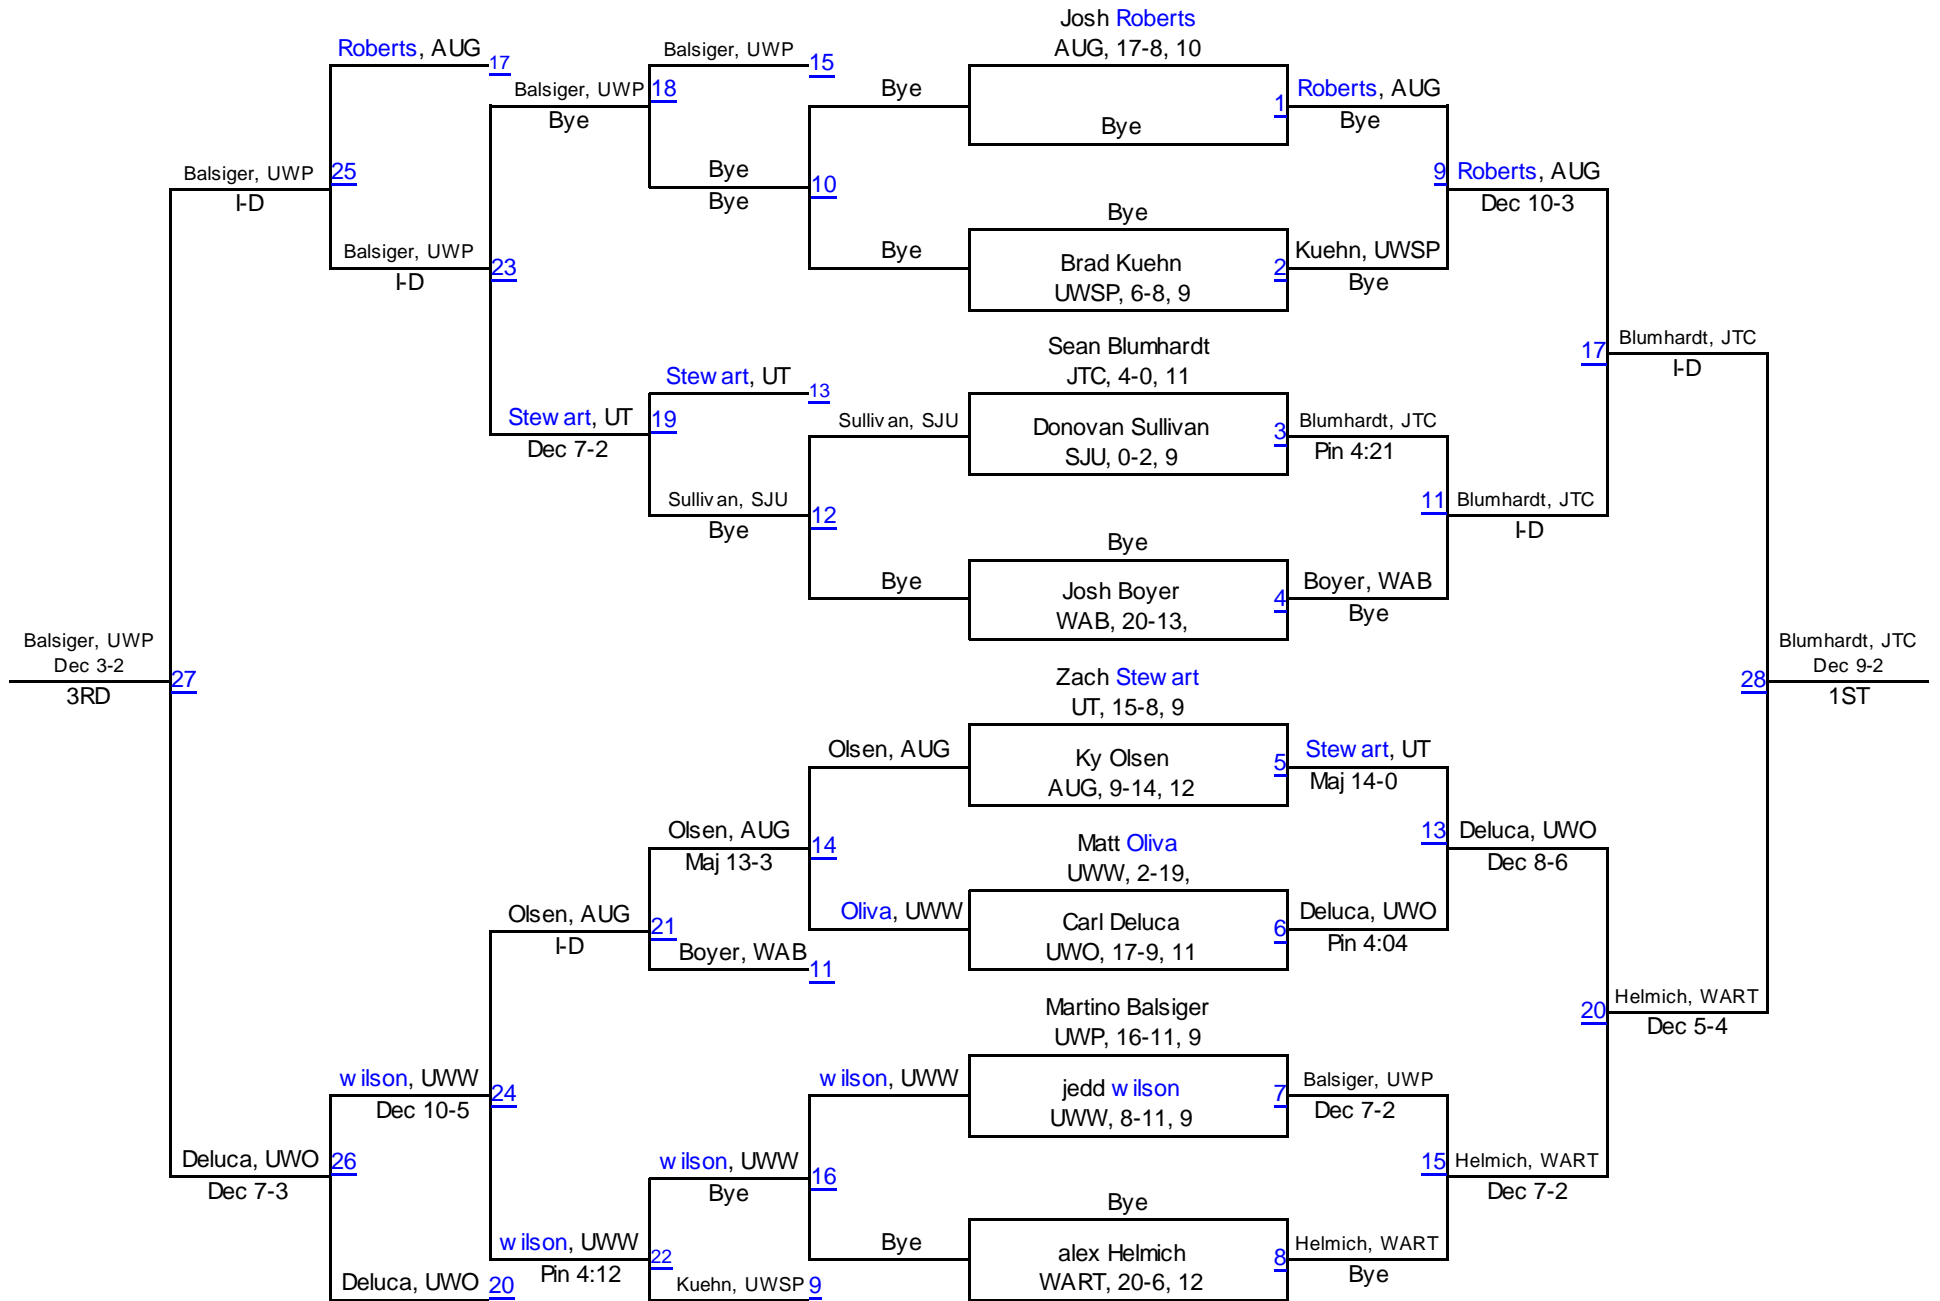 Josh Roberts
AUG, 17-8, 10
Bye
1
Bye
Brad Kuehn
UWSP, 6-8, 9
2
Sean Blumhardt
JTC, 4-0, 11
Donovan Sullivan
SJU, 0-2, 9
3
Bye
Josh Boyer
WAB, 20-13,
4
Zach Stewart
UT, 15-8, 9
Ky Olsen
AUG, 9-14, 12
5
Matt Oliva
UWW, 2-19,
Carl Deluca
UWO, 17-9, 11
6
Martino Balsiger
UWP, 16-11, 9
jedd wilson
UWW, 8-11, 9
7
Bye
alex Helmich
WART, 20-6, 12
8
Roberts, AUG
Bye
9
Kuehn, UWSP
Bye
Blumhardt, JTC
Pin 4:21
11
Boyer, WAB
Bye
Stewart, UT
Maj 14-0
13
Deluca, UWO
Pin 4:04
Balsiger, UWP
Dec 7-2
15
Helmich, WART
Bye
Roberts, AUG
Dec 10-3
17
Blumhardt, JTC
I-D
Deluca, UWO
Dec 8-6
20
Helmich, WART
Dec 7-2
Blumhardt, JTC
I-D
28
Helmich, WART
Dec 5-4
Blumhardt, JTC
Dec 9-2
1ST
Bye
10
Bye
Sullivan, SJU
12
Bye
Olsen, AUG
14
Oliva, UWW
wilson, UWW
16
Bye
Balsiger, UWP
15
18
Bye
Bye
Stewart, UT
13
19
Sullivan, SJU
Bye
Olsen, AUG
Maj 13-3
21
Boyer, WAB
11
wilson, UWW
Bye
22
Kuehn, UWSP
9
Balsiger, UWP
Bye
23
Stewart, UT
Dec 7-2
Olsen, AUG
I-D
24
wilson, UWW
Pin 4:12
Roberts, AUG
17
25
Balsiger, UWP
I-D
wilson, UWW
Dec 10-5
26
Deluca, UWO
20
Balsiger, UWP
I-D
27
Deluca, UWO
Dec 7-3
Balsiger, UWP
Dec 3-2
3RD